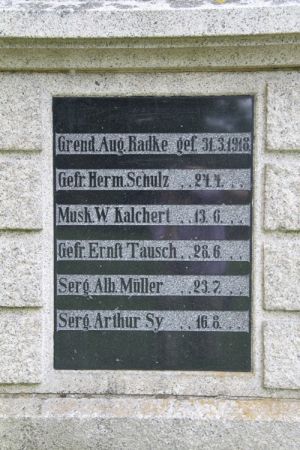 Grend. Aug. Radke gef. 31.3.1918
Gefr. Herm. Schulz . . 24.4. .
Musk. W. Kalchert . . 13. 6. .
Gefr. Ernst Tausch . . 28.6. .
Serg. Alb. Müller . . 23.7. .
Serg. Arthur Sy . . 16.8. .